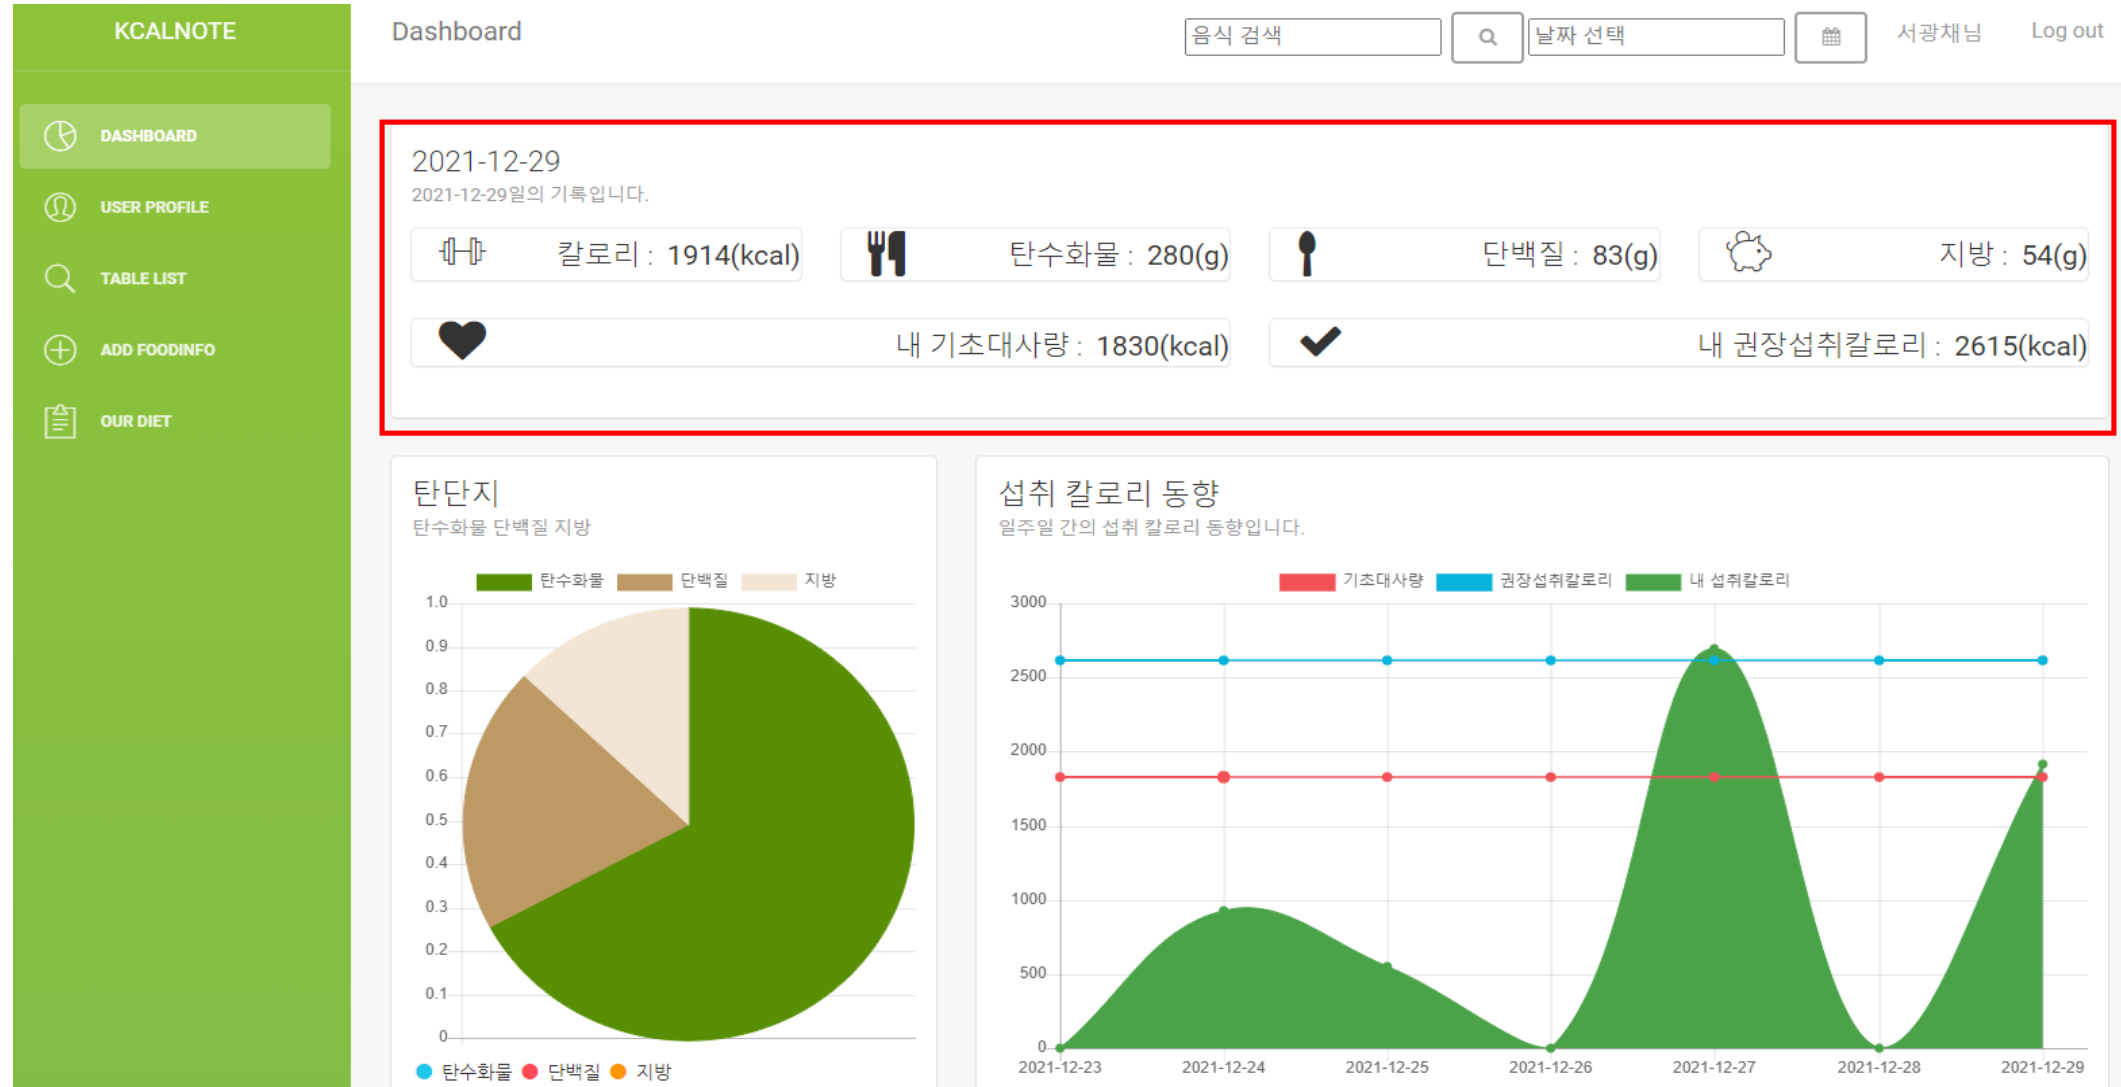 KCALNOTE
Dashboard
음식 검색
날짜 선택
서광채님
Log out
DASHBOARD
USER PROFILE
TABLE LIST
ADD FOODINFO
OUR DIET
2021-12-29
2021-12-29일의 기록입니다.
칼로리 : 1914(kcal)
탄수화물 : 280(g)
단백질 : 83(g)
지방 : 54(g)
내 기초대사량 : 1830(kcal)
내 권장섭취칼로리 : 2615(kcal)
탄단지
탄수화물 단백질 지방
탄수화물 단백질 지방
1.0
0.9
0.8
0.7
0.6
0.5
0.4
0.3
0.2
0.1
0
탄수화물 단백질 지방
섭취 칼로리 동향
일주일 간의 섭취 칼로리 동향입니다.
기초대사량 권장섭취칼로리 내 섭취칼로리
3000
2500
2000
1500
1000
500
0
2021-12-23 2021-12-24 2021-12-25 2021-12-26 2021-12-27 2021-12-28 2021-12-29